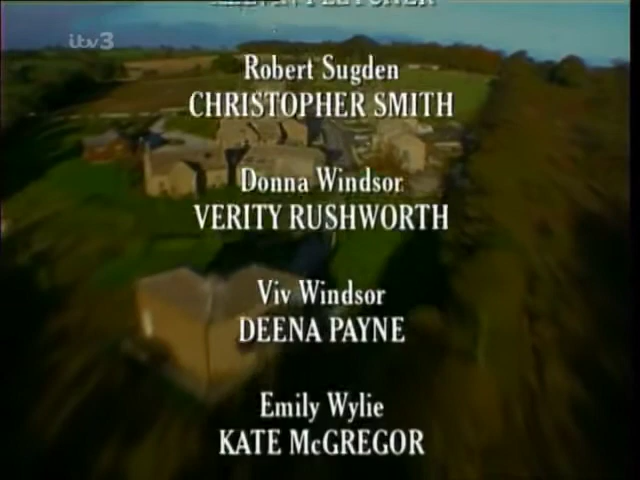 itv3
Robert Sugden
CHRISTOPHER SMITH
Donna Windsor
VERITY RUSHWORTH
Viv Windsor
DEENA PAYNE
Emily Wylie
KATE McGREGOR